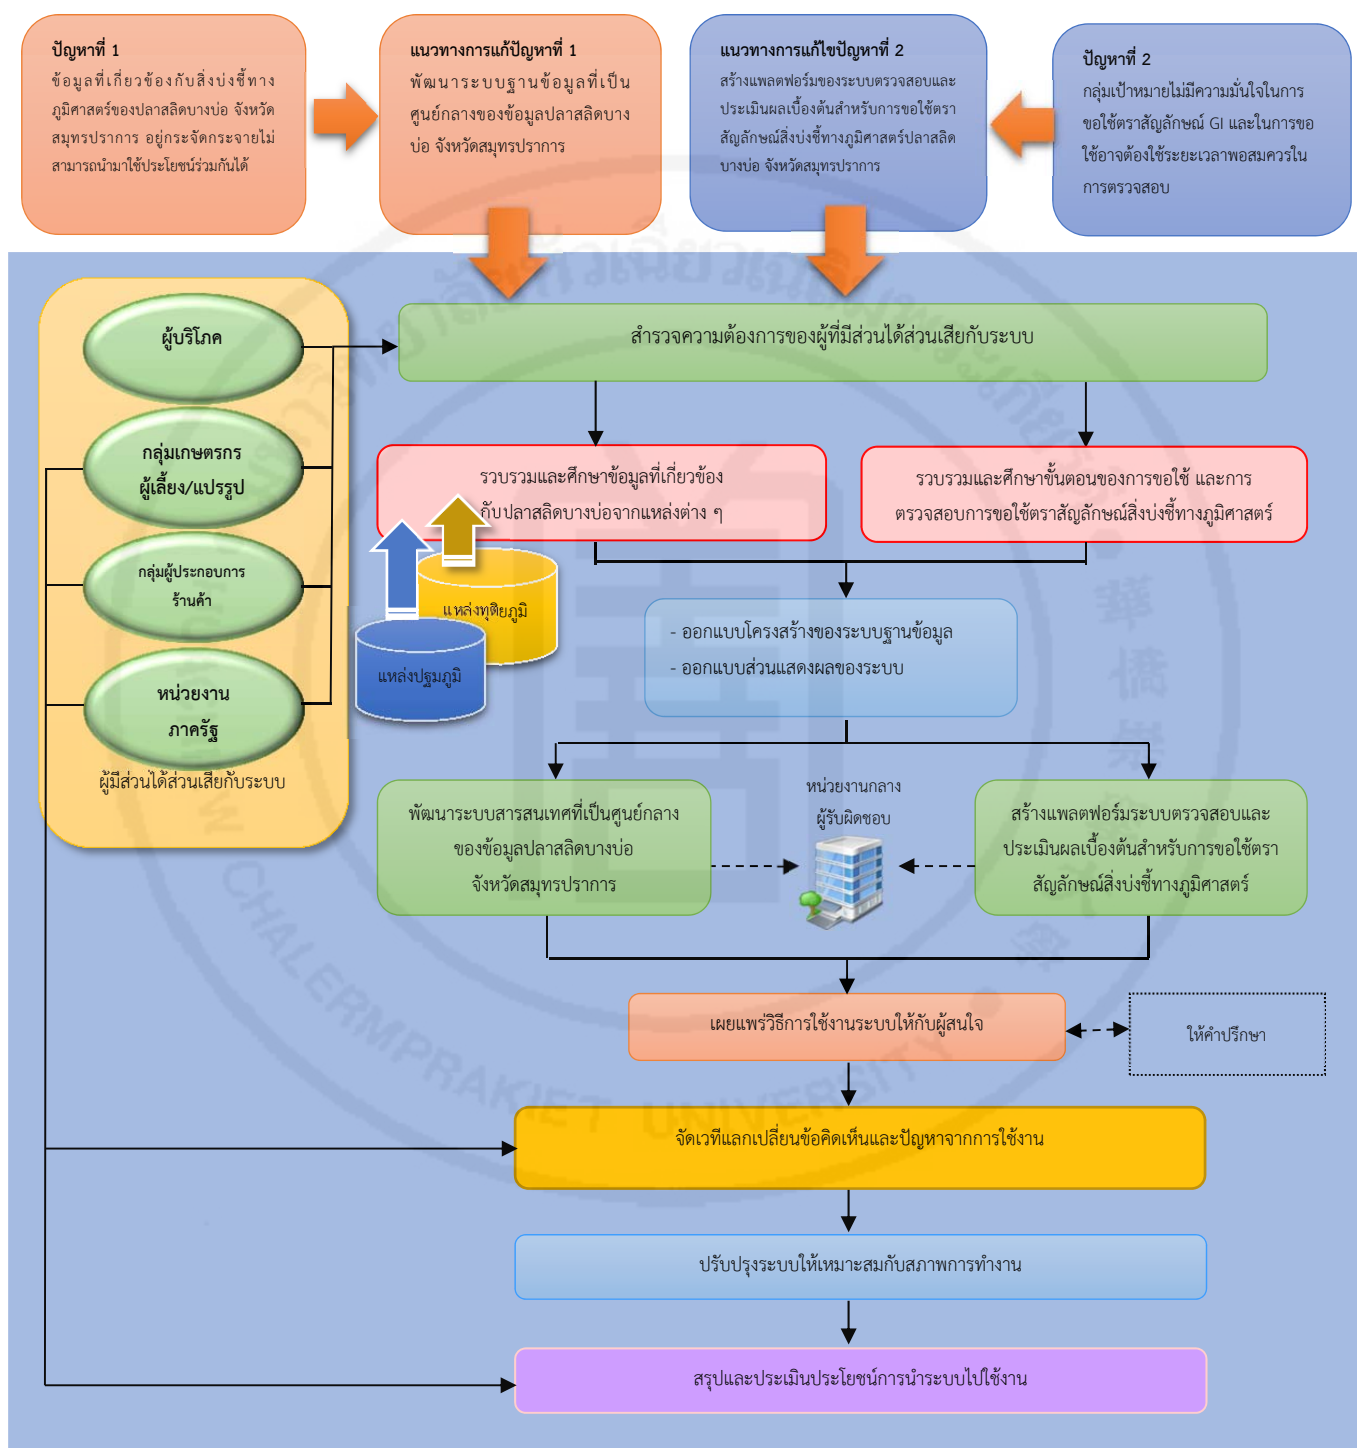 ปัญหาที่ 1
ข้อมูลที่เกี่ยวข้องกับสิ่งบ่งชี้ทาง
ภูมิศาสตร์ของปลาสลิดบางบ่อ จังหวัด
สมุทรปราการ อยู่กระจัดกระจายไม่
สามารถนำมาใช้ประโยชน์ร่วมกันได้
แนวทางการแก้ปัญหาที่ 1
พัฒนาระบบฐานข้อมูลที่เป็น
ศูนย์กลางของข้อมูลปลาสลิดบาง
บ่อ จังหวัดสมุทรปราการ
แนวทางการแก้ไขปัญหาที่ 2
สร้างแพลตฟอร์มของระบบตรวจสอบและ
ประเมินผลเบื้องต้นสำหรับการขอใช้ตรา
สัญลักษณ์สิ่งบ่งชี้ทางภูมิศาสตร์ปลาสลิด
บางบ่อ จังหวัดสมุทรปราการ
ปัญหาที่ 2
กลุ่มเป้าหมายไม่มีความมั่นใจในการ
ขอใช้ตราสัญลักษณ์ GI และในการขอ
ใช้อาจต้องใช้ระยะเวลาพอสมควรใน
การตรวจสอบ
ผู้บริโภค
กลุ่มเกษตรกร
ผู้เลี้ยง/แปรรูป
กลุ่มผู้ประกอบการ
ร้านค้า
หน่วยงาน
ภาครัฐ
ผู้มีส่วนได้ส่วนเสียกับระบบ
สำรวจความต้องการของผู้ที่มีส่วนได้ส่วนเสียกับระบบ
รวบรวมและศึกษาข้อมูลที่เกี่ยวข้อง
กับปลาสลิดบางบ่อจากแหล่งต่าง ๆ
รวบรวมและศึกษาขั้นตอนของการขอใช้ และการ
ตรวจสอบการขอใช้ตราสัญลักษณ์สิ่งบ่งชี้ทางภูมิศาสตร์
แหล่งทุติยภูมิ
แหล่งปฐมภูมิ
- ออกแบบโครงสร้างของระบบฐานข้อมูล
- ออกแบบส่วนแสดงผลของระบบ
พัฒนาระบบสารสนเทศที่เป็นศูนย์กลาง
ของข้อมูลปลาสลิดบางบ่อ
จังหวัดสมุทรปราการ
หน่วยงานกลาง
ผู้รับผิดชอบ
สร้างแพลตฟอร์มระบบตรวจสอบและ
ประเมินผลเบื้องต้นสำหรับการขอใช้ตรา
สัญลักษณ์สิ่งบ่งชี้ทางภูมิศาสตร์
เผยแพร่วิธีการใช้งานระบบให้กับผู้สนใจ
ให้คำปรึกษา
จัดเวทีแลกเปลี่ยนข้อคิดเห็นและปัญหาจากการใช้งาน
ปรับปรุงระบบให้เหมาะสมกับสภาพการทำงาน
สรุปและประเมินประโยชน์การนำระบบไปใช้งาน
CHALERMPRAKIET UNIVERSITY